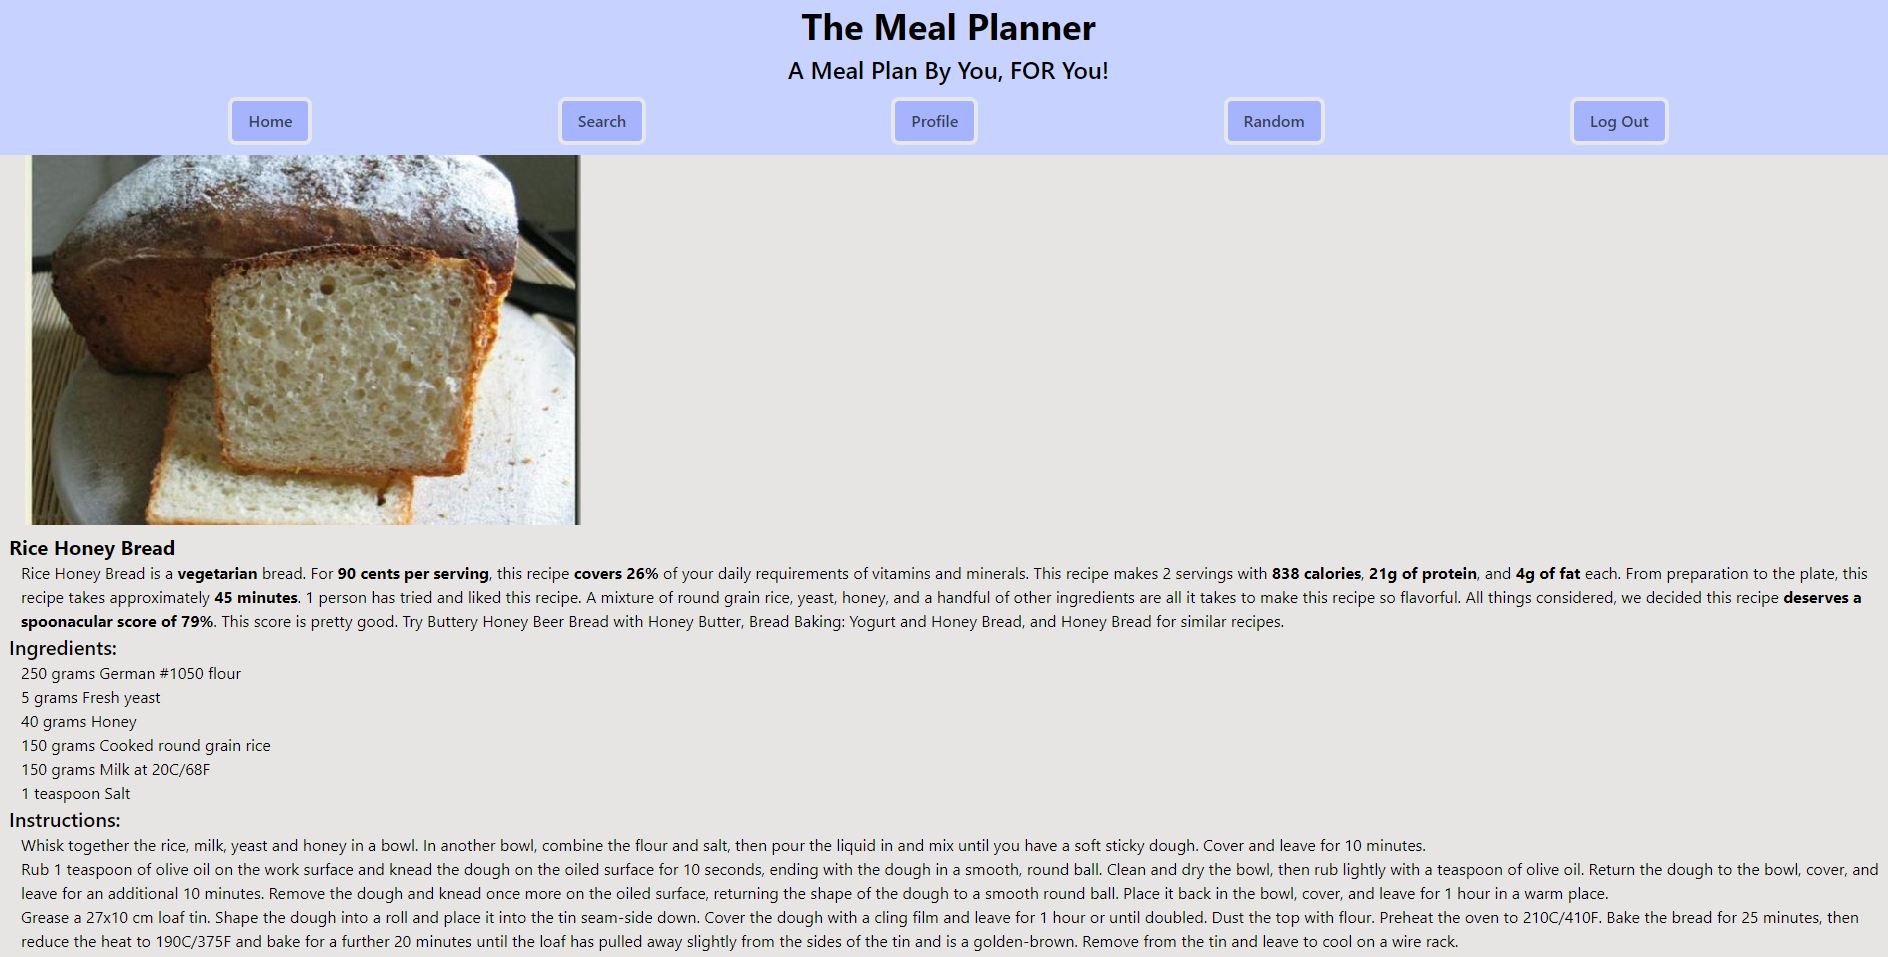 The Meal Planner
A Meal Plan By You, FOR You!
Home
Search
Profile
Random
Log Out
Rice Honey Bread
Rice Honey Bread is a vegetarian bread. For 90 cents per serving, this recipe covers 26% of your daily requirements of vitamins and minerals. This recipe makes 2 servings with 838 calories, 21g of protein, and 4g of fat each. From preparation to the plate, this
recipe takes approximately 45 minutes. 1 person has tried and liked this recipe. A mixture of round grain rice, yeast, honey, and a handful of other ingredients are all it takes to make this recipe so flavorful. All things considered, we decided this recipe deserves a
spoonacular score of 79%. This score is pretty good. Try Buttery Honey Beer Bread with Honey Butter, Bread Baking: Yogurt and Honey Bread, and Honey Bread for similar recipes.
Ingredients:
250 grams German #1050 flour
5 grams Fresh yeast
40 grams Honey
150 grams Cooked round grain rice
150 grams Milk at 20C/68F
1 teaspoon Salt
Instructions:
Whisk together the rice, milk, yeast and honey in a bowl. In another bowl, combine the flour and salt, then pour the liquid in and mix until you have a soft sticky dough. Cover and leave for 10 minutes.
Rub 1 teaspoon of olive oil on the work surface and knead the dough on the oiled surface for 10 seconds, ending with the dough in a smooth, round ball. Clean and dry the bowl, then rub lightly with a teaspoon of olive oil. Return the dough to the bowl, cover, and
leave for an additional 10 minutes. Remove the dough and knead once more on the oiled surface, returning the shape of the dough to a smooth round ball. Place it back in the bowl, cover, and leave for 1 hour in a warm place.
Grease a 27x10 cm loaf tin. Shape the dough into a roll and place it into the tin seam-side down. Cover the dough with a cling film and leave for 1 hour or until doubled. Dust the top with flour. Preheat the oven to 210C/410F. Bake the bread for 25 minutes, then
reduce the heat to 190C/375F and bake for a further 20 minutes until the loaf has pulled away slightly from the sides of the tin and is a golden-brown. Remove from the tin and leave to cool on a wire rack.